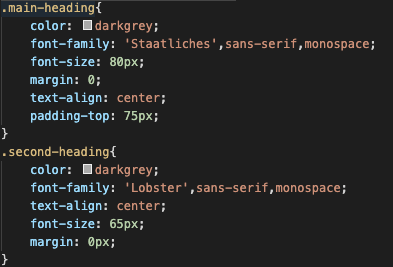 .main-heading{
color: darkgrey;
font-family: 'Staatliches',sans-serif,monospace;
font-size: 80px;
margin: 0;
text-align: center;
padding-top: 75px;
}
.second-heading{
color: darkgrey;
font-family: 'Lobster',sans-serif,monospace;
text-align: center;
font-size: 65px;
margin: 0px;
}